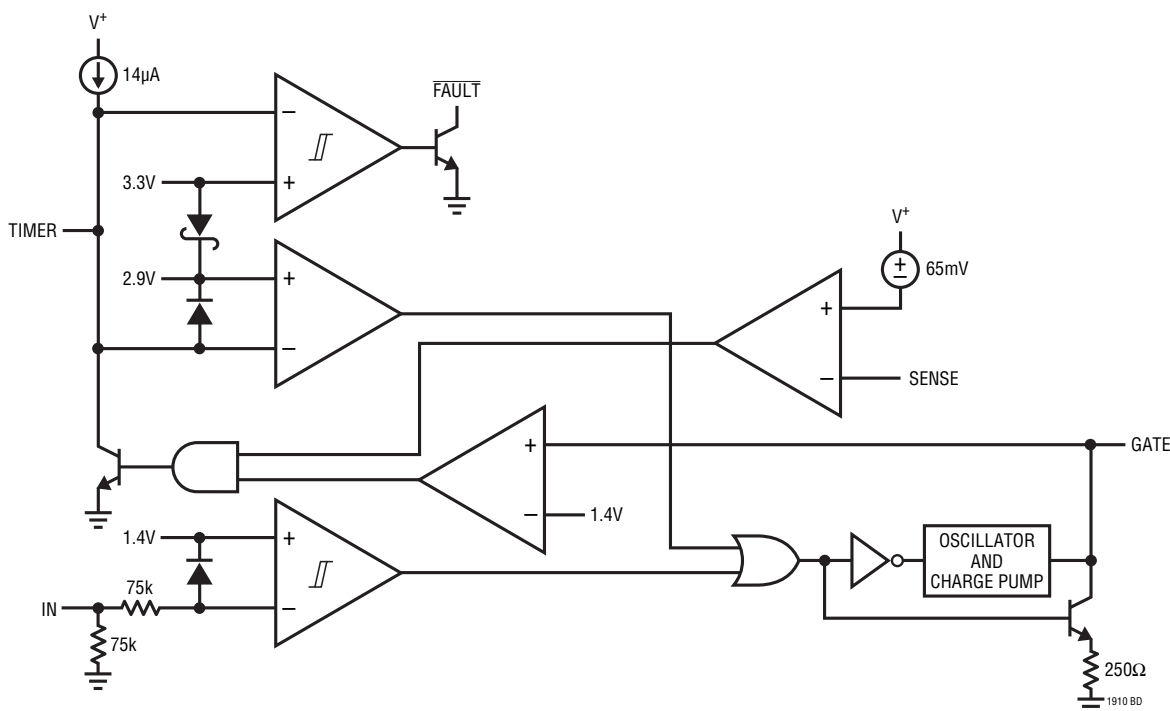 V+
14µA
FAULT
3.3V
TIMER
V+
2.9V
65mV
+
−
SENSE
GATE
1.4V
1.4V
OSCILLATOR
AND
CHARGE PUMP
75k
IN
75k
250Ω
1910 BD